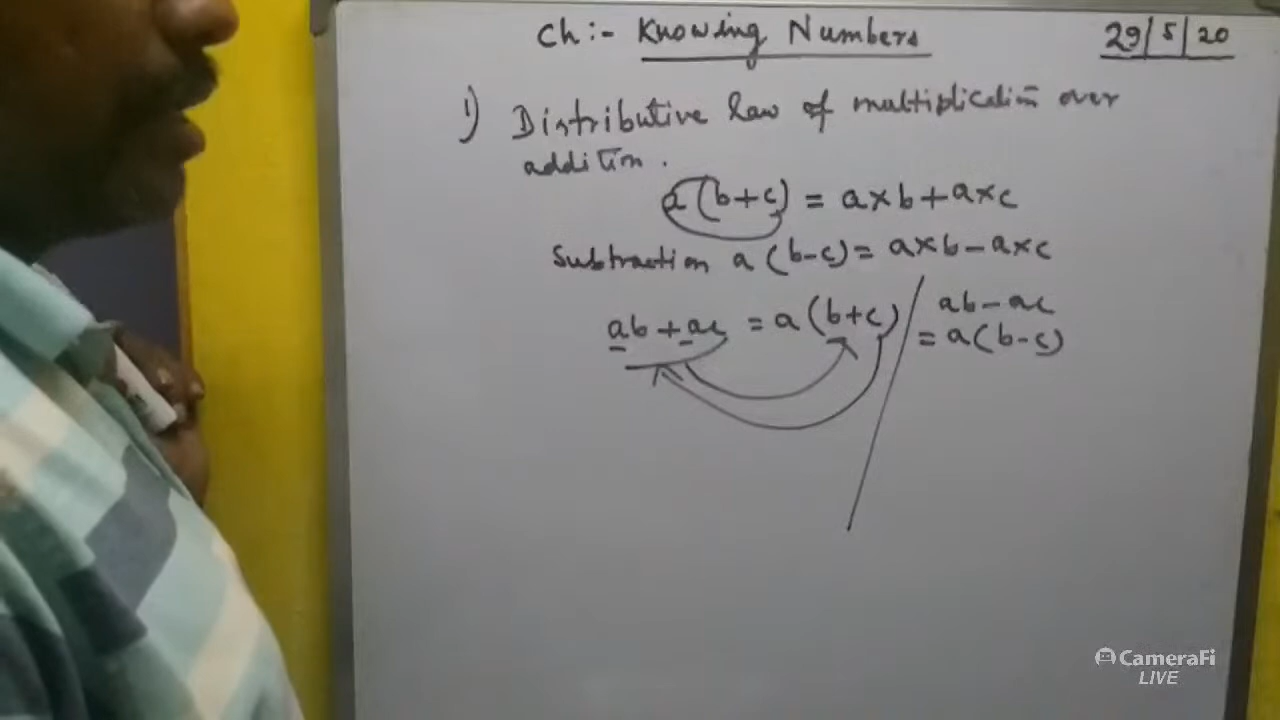 Ch:- Knowing Numbers
29/5/20
1) Distributive law of multiplication over
addition.
a(b+c) = a×b+a×c
Subtraction a(b-c)= a×b-a×c
ab+ac = a(b+c)
ab-ac
= a(b-c)
CameraFi
LIVE